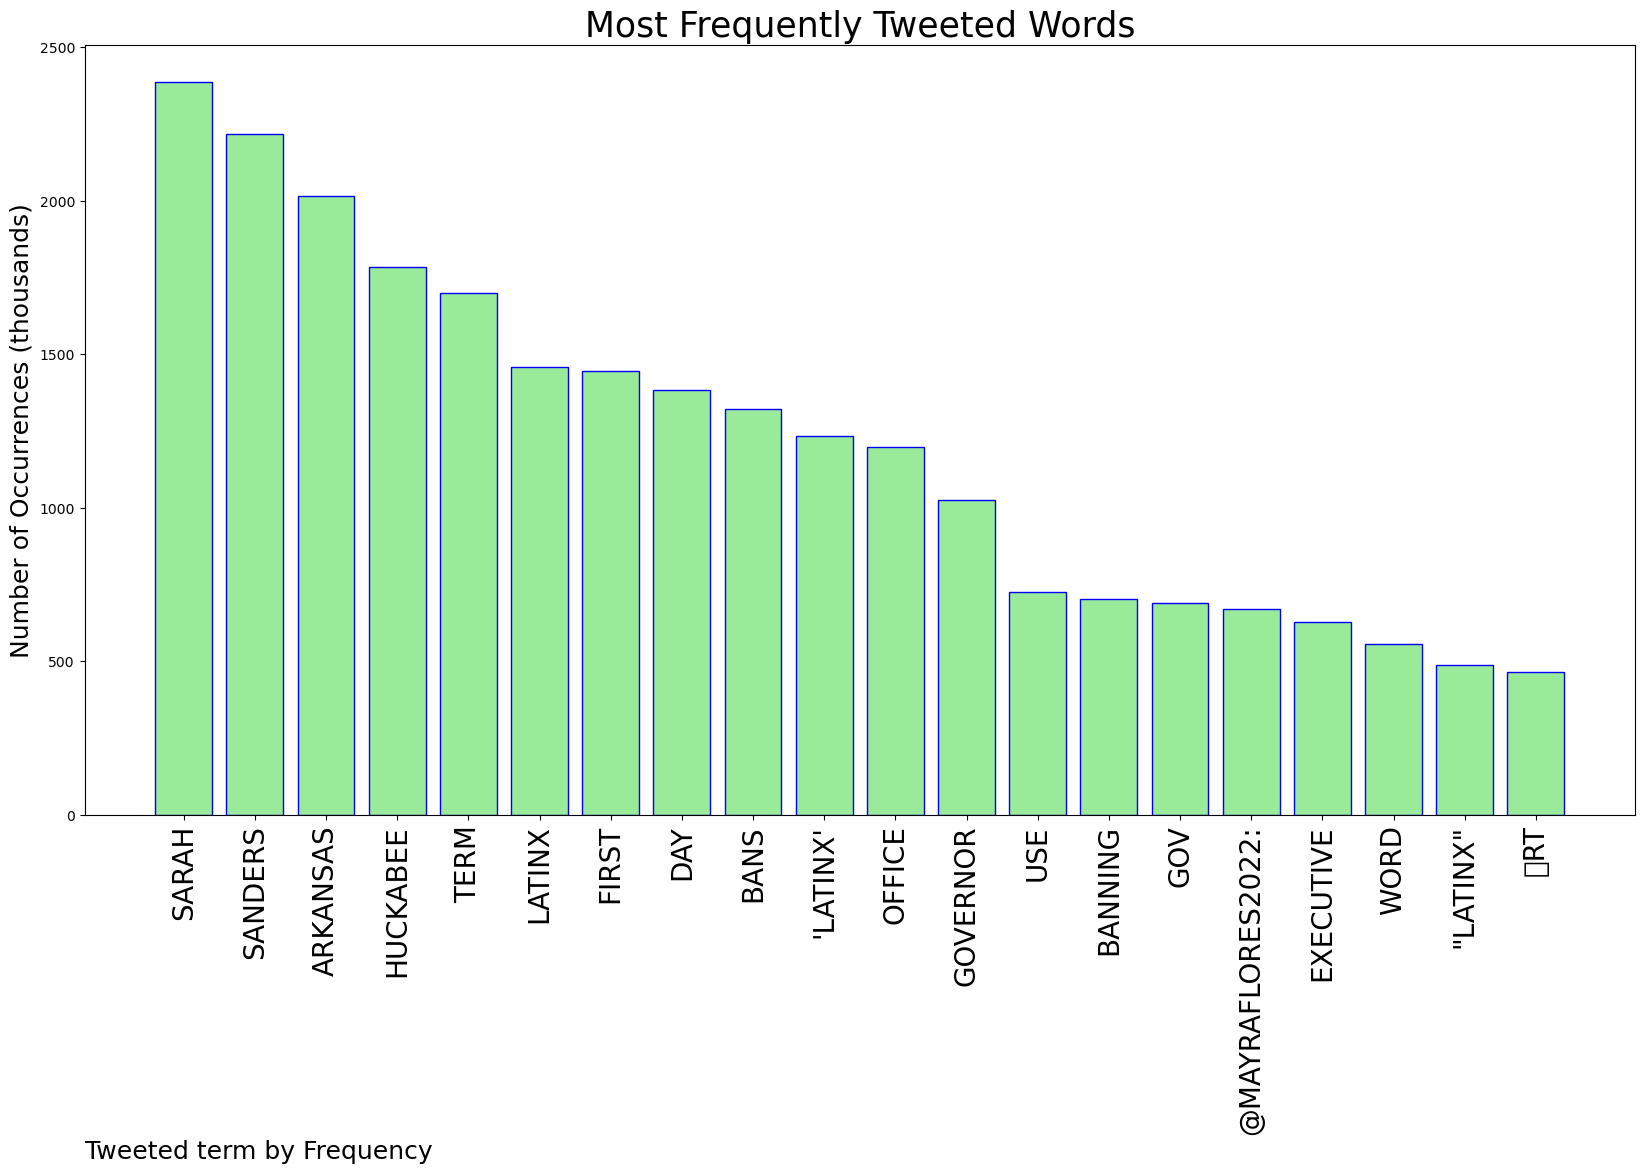 Most Frequently Tweeted Words
Number of Occurrences (thousands)
2500
2000
1500
1000
500
0
SARAH
SANDERS
ARKANSAS
HUCKABEE
TERM
LATINX
FIRST
DAY
BANS
'LATINX'
OFFICE
GOVERNOR
USE
BANNING
GOV
@MAYRAFLORES2022:
EXECUTIVE
WORD
"LATINX"
▯RT
Tweeted term by Frequency